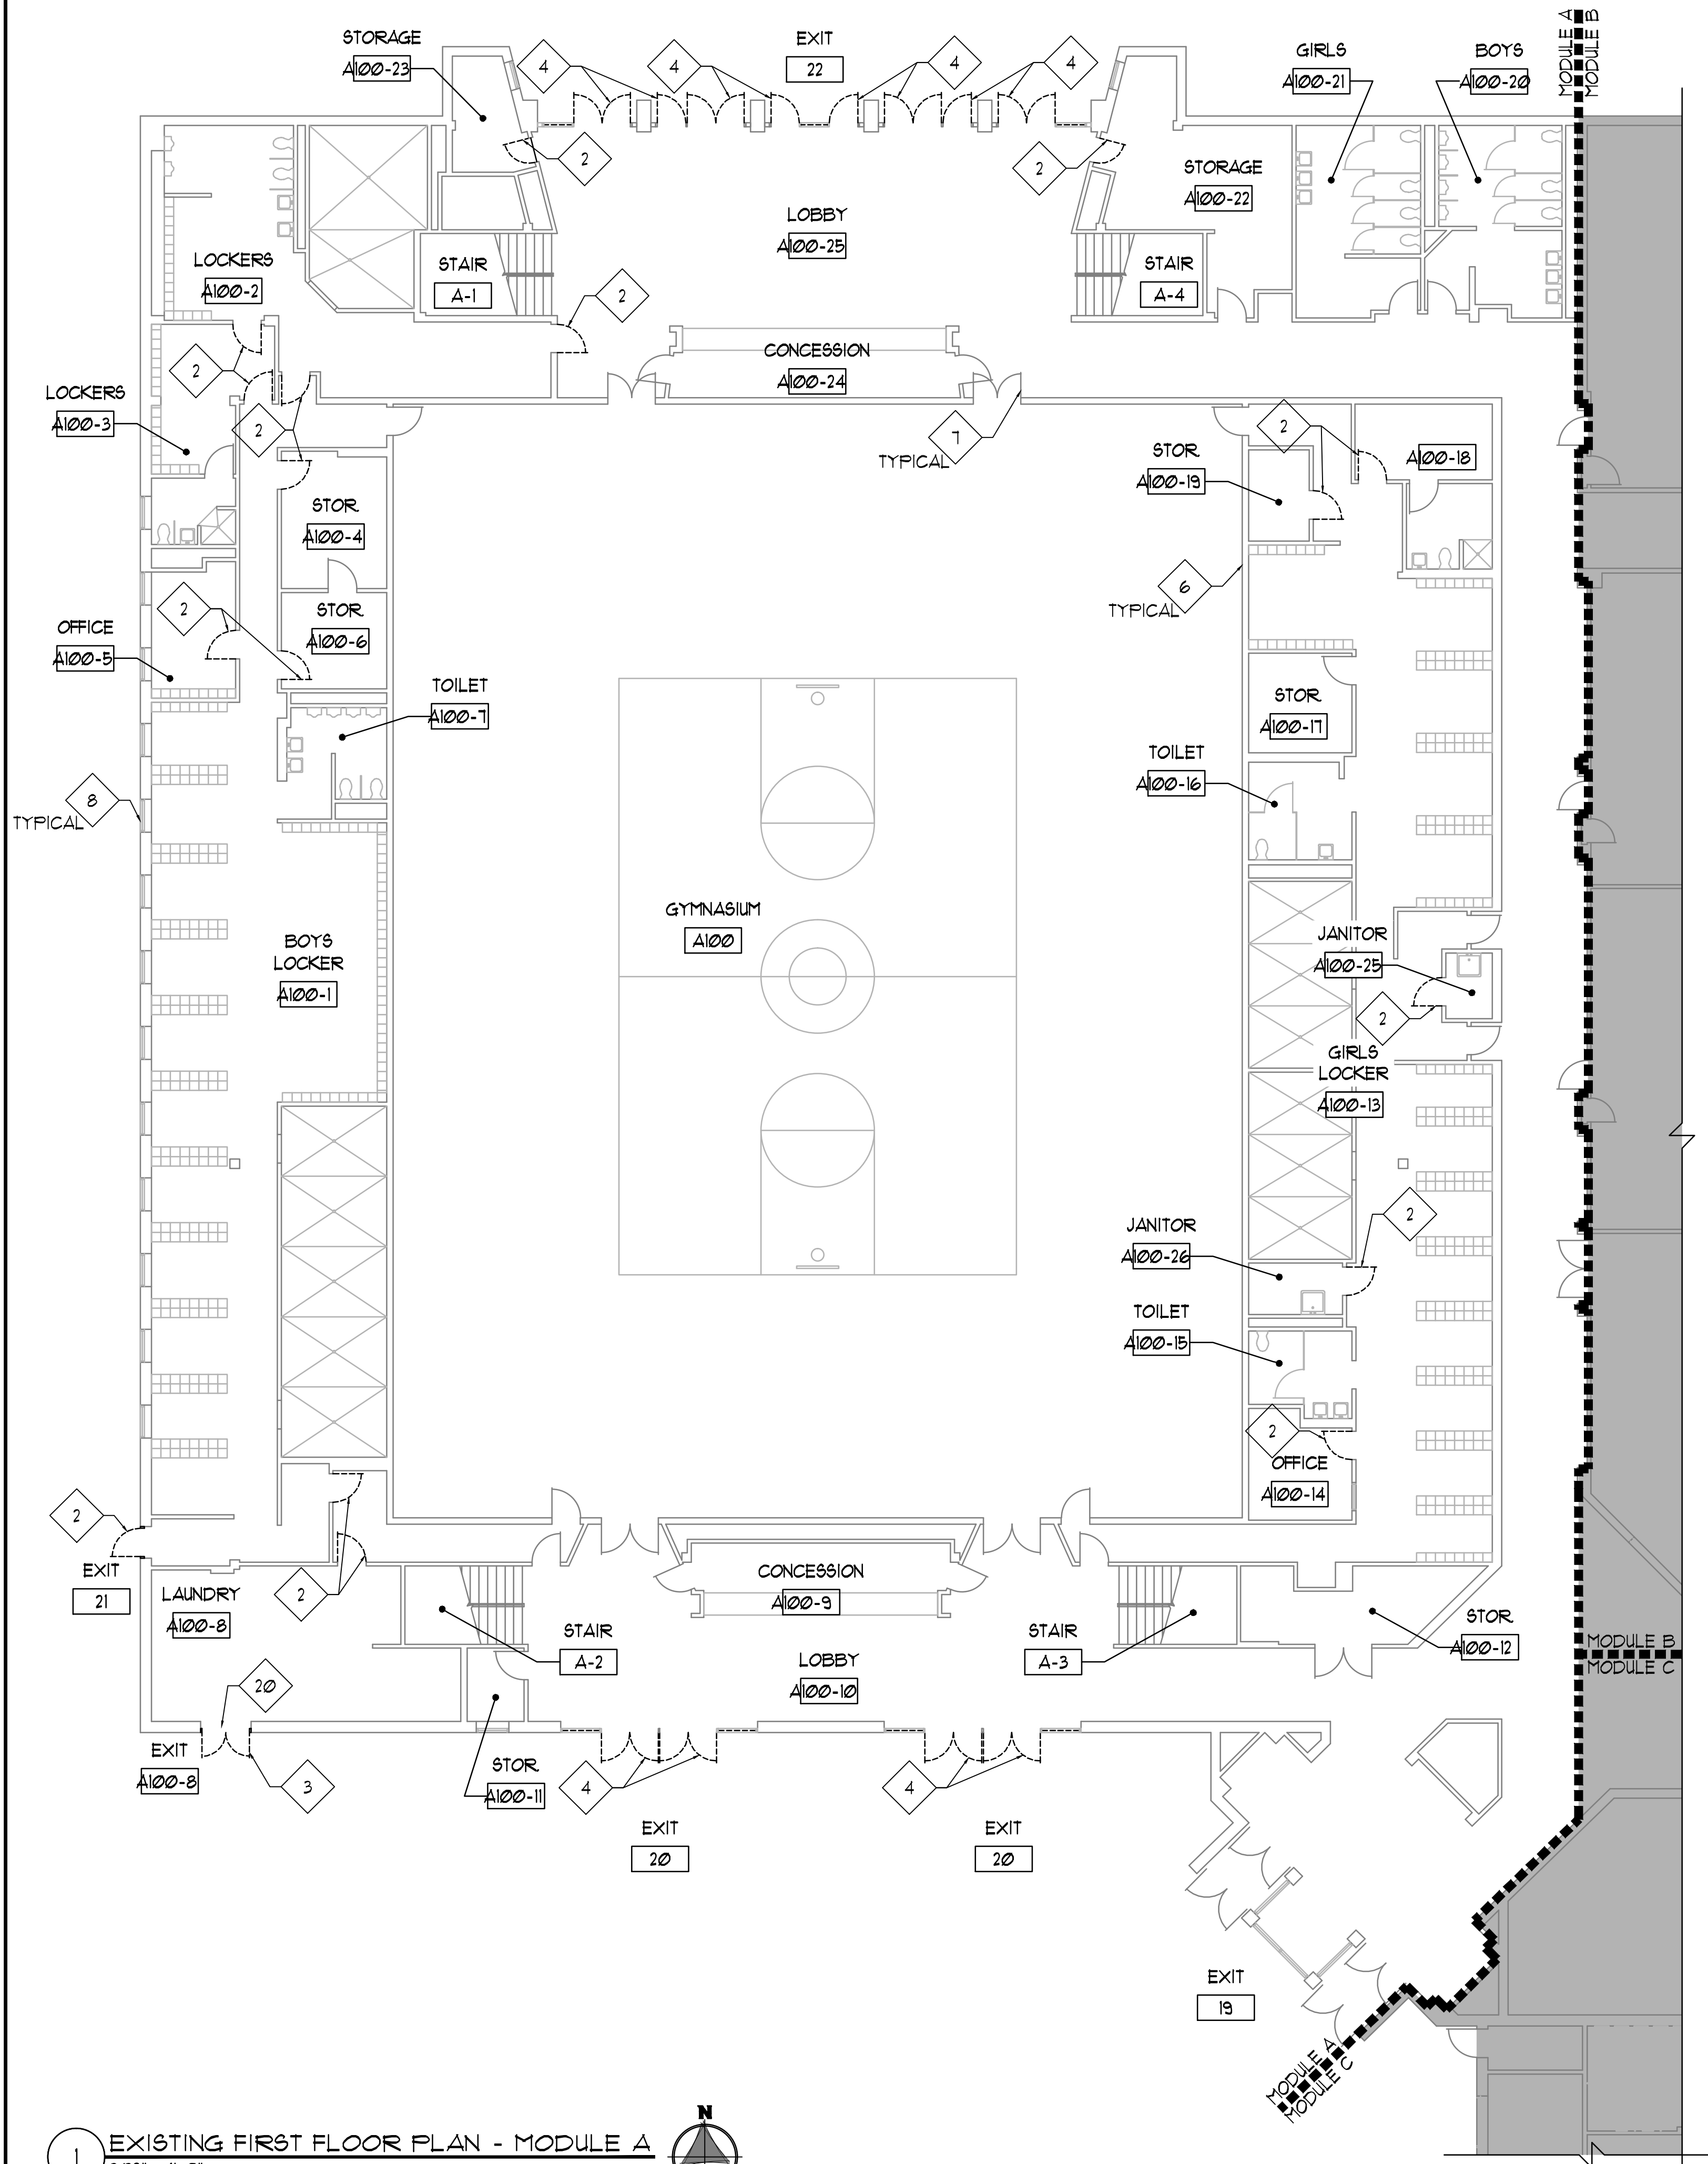 STORAGE
A100-23
4
4
EXIT
22
4
4
GIRLS
A100-21
BOYS
A100-20
MODULE A
MODULE B
2
2
STORAGE
A100-22
LOBBY
A100-25
LOCKERS
A100-2
STAIR
A-1
2
STAIR
A-4
CONCESSION
A100-24
2
LOCKERS
A100-3
2
7
TYPICAL
2
STOR
A100-19
A100-18
STOR
A100-4
2
STOR
A100-6
6
TYPICAL
OFFICE
A100-5
TOILET
A100-7
STOR
A100-17
TOILET
A100-16
8
TYPICAL
GYMNASIUM
A100
BOYS
LOCKER
A100-1
JANITOR
A100-25
2
GIRLS
LOCKER
A100-13
2
JANITOR
A100-26
TOILET
A100-15
2
OFFICE
A100-14
2
EXIT
21
LAUNDRY
A100-8
2
CONCESSION
A100-9
STAIR
A-2
STAIR
A-3
STOR
A100-12
MODULE B
MODULE C
LOBBY
A100-10
20
EXIT
A100-8
3
STOR
A100-11
4
4
EXIT
20
EXIT
20
EXIT
19
MODULE A
MODULE C
N
1
EXISTING FIRST FLOOR PLAN - MODULE A